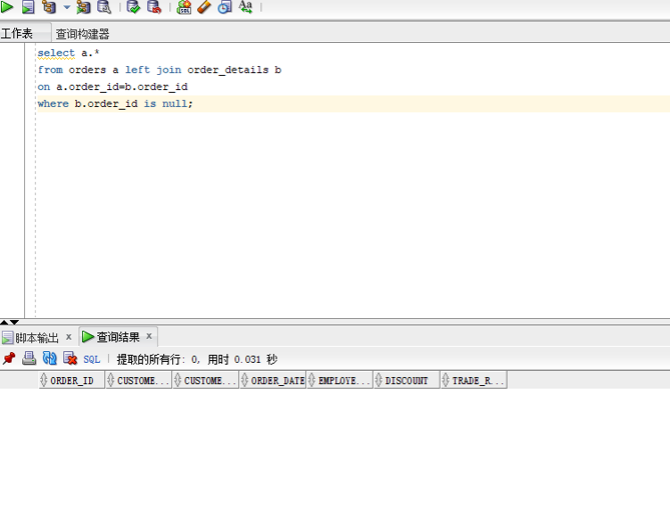 工作表 查询构建器
select a.*
from orders a left join order_details b
on a.order_id=b.order_id
where b.order_id is null;
脚本输出 x 查询结果 x
SQL | 提取的所有行: 0, 用时 0.031 秒
ORDER_ID CUSTOME... CUSTOME... ORDER_DATE EMPLOYE... DISCOUNT TRADE_R...